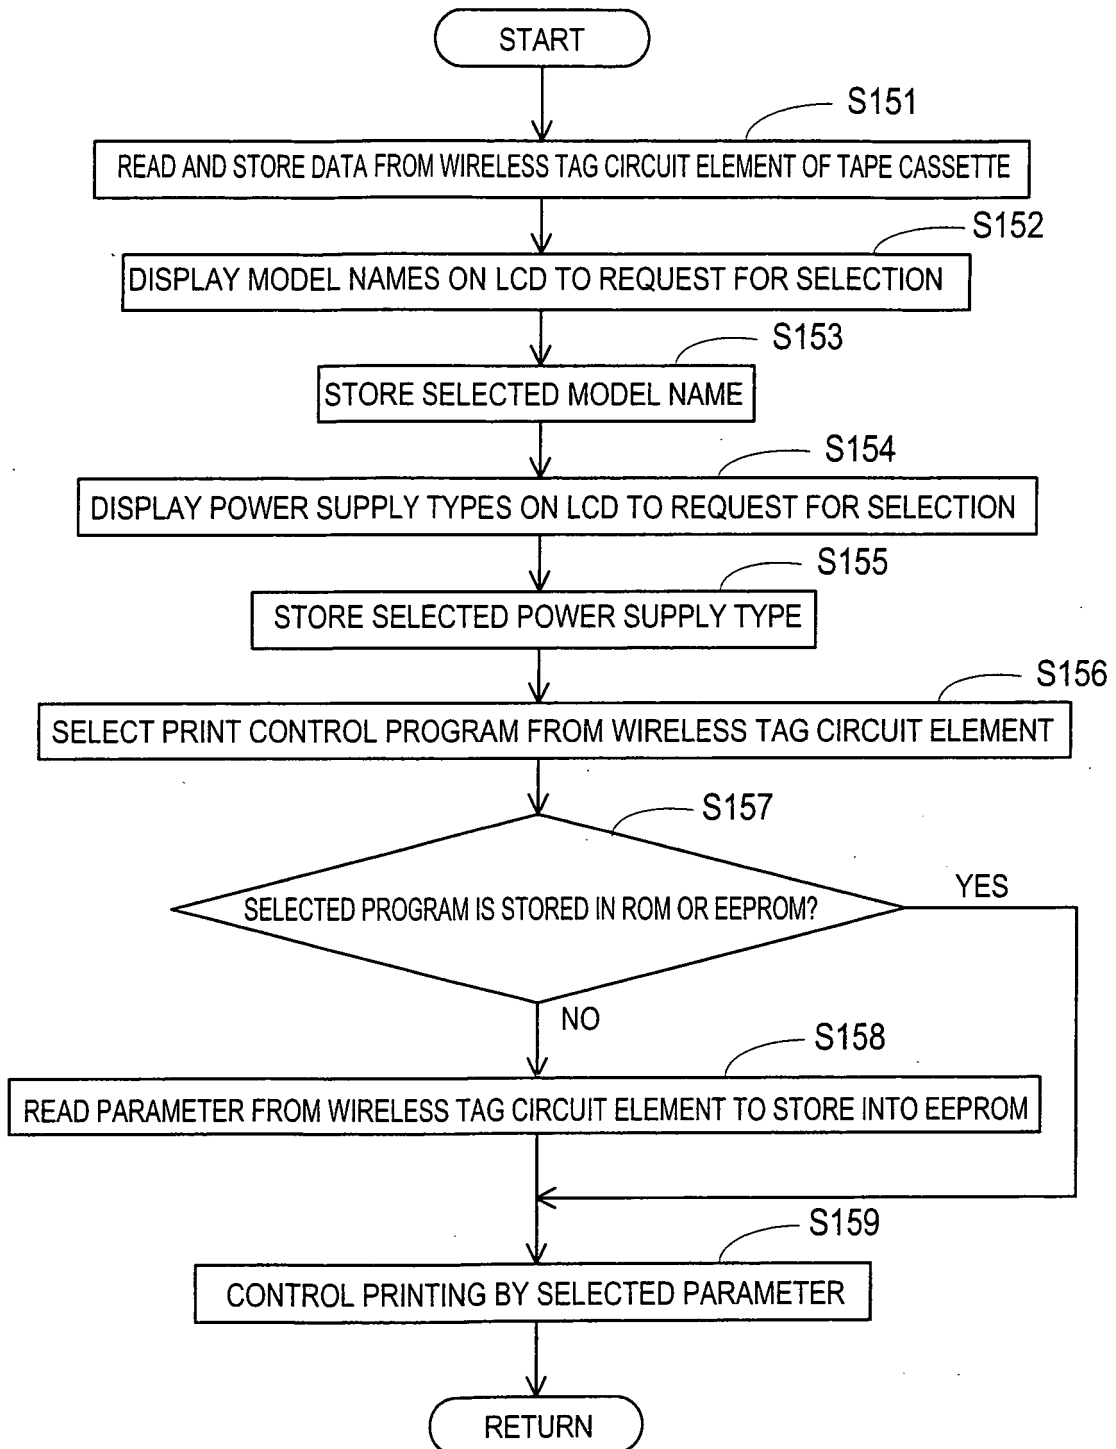 START
S151
READ AND STORE DATA FROM WIRELESS TAG CIRCUIT ELEMENT OF TAPE CASSETTE
S152
DISPLAY MODEL NAMES ON LCD TO REQUEST FOR SELECTION
S153
STORE SELECTED MODEL NAME
S154
DISPLAY POWER SUPPLY TYPES ON LCD TO REQUEST FOR SELECTION
S155
STORE SELECTED POWER SUPPLY TYPE
S156
SELECT PRINT CONTROL PROGRAM FROM WIRELESS TAG CIRCUIT ELEMENT
S157
SELECTED PROGRAM IS STORED IN ROM OR EEPROM?
YES
NO
S158
READ PARAMETER FROM WIRELESS TAG CIRCUIT ELEMENT TO STORE INTO EEPROM
S159
CONTROL PRINTING BY SELECTED PARAMETER
RETURN